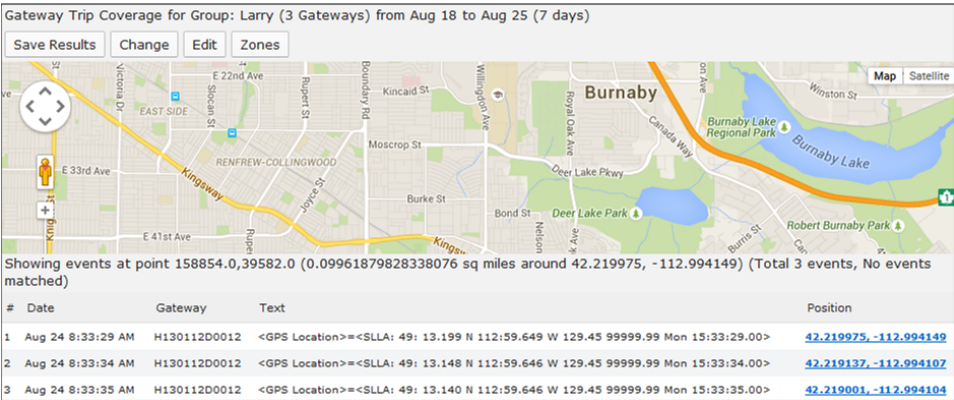 Gateway Trip Coverage for Group: Larry (3 Gateways) from Aug 18 to Aug 25 (7 days)
Save Results Change Edit Zones
Victoria Dr
E 22nd Ave
Slocan St
Rupert St
Boundary Rd
Kincaid St
Willingdon Ave
Burnaby
Map Satellite
Winston St
EAST SIDE
Royal Oak Ave
Canada Way
Burnaby Lake
Regional Park
Burnaby Lake
Moscrop St
RENFREW-COLLINGWOOD
E 33rd Ave
Kingsway
Joyce St
Deer Lake Pkwy
Burke St
Bond St
Deer Lake Park
Robert Burnaby Park
1
E 41st Ave
Nelson
Burris St
Showing events at point 158854.0,39582.0 (0.09961879828338076 sq miles around 42.219975, -112.994149) (Total 3 events, No events
matched)
# Date Gateway Text Position
1 Aug 24 8:33:29 AM H130112D0012 <GPS Location>=<SLLA: 49: 13.199 N 112:59.649 W 129.45 99999.99 Mon 15:33:29.00> 42.219975, -112.994149
2 Aug 24 8:33:34 AM H130112D0012 <GPS Location>=<SLLA: 49: 13.148 N 112:59.646 W 129.45 99999.99 Mon 15:33:34.00> 42.219137, -112.994107
3 Aug 24 8:33:35 AM H130112D0012 <GPS Location>=<SLLA: 49: 13.140 N 112:59.646 W 129.45 99999.99 Mon 15:33:35.00> 42.219001, -112.994104